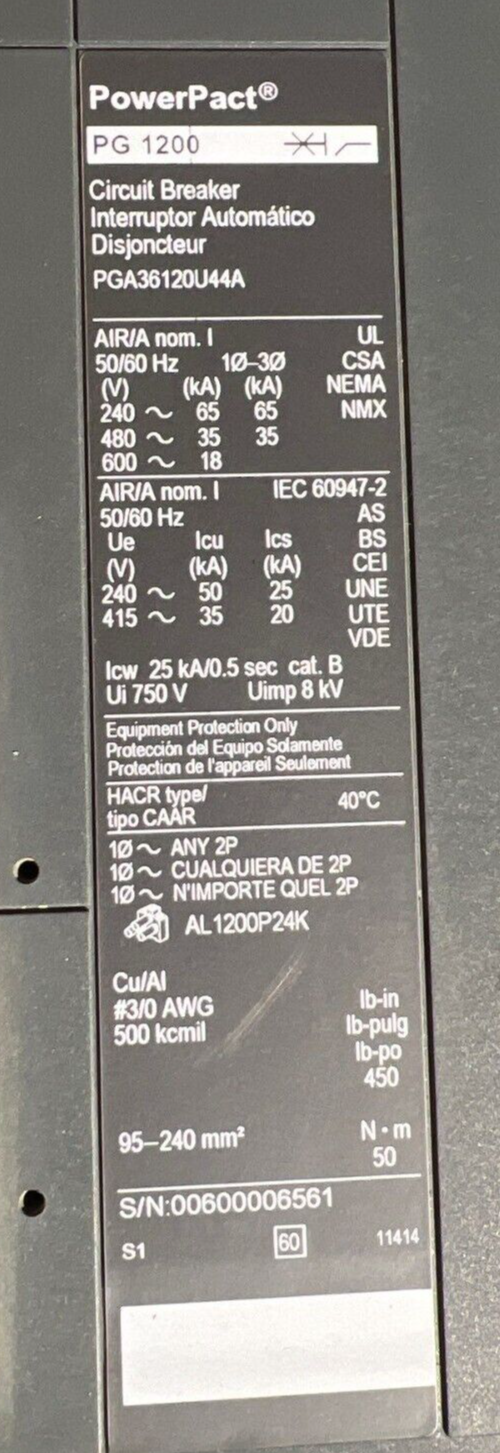 PowerPact®
PG 1200
Circuit Breaker
Interruptor Automático
Disjoncteur
PGA36120U44A
AIR/A nom. I UL
50/60 Hz 1Ø–3Ø CSA
(V) (kA) (kA) NEMA
240 ~ 65 65 NMX
480 ~ 35 35
600 ~ 18
AIR/A nom. I IEC 60947-2
50/60 Hz AS
Ue Icu Ics BS
(V) (kA) (kA) CEI
240 ~ 50 25 UNE
415 ~ 35 20 UTE
VDE
Icw 25 kA/0.5 sec cat. B
Ui 750 V Uimp 8 kV
Equipment Protection Only
Protección del Equipo Solamente
Protection de l'appareil Seulement
HACR type/ 40°C
tipo CAAR
1Ø ~ ANY 2P
1Ø ~ CUALQUIERA DE 2P
1Ø ~ N'IMPORTE QUEL 2P
AL1200P24K
Cu/Al
#3/0 AWG lb-in
500 kcmil lb-pulg
lb-po
450
95–240 mm² N·m
50
S/N:00600006561
S1 60 11414